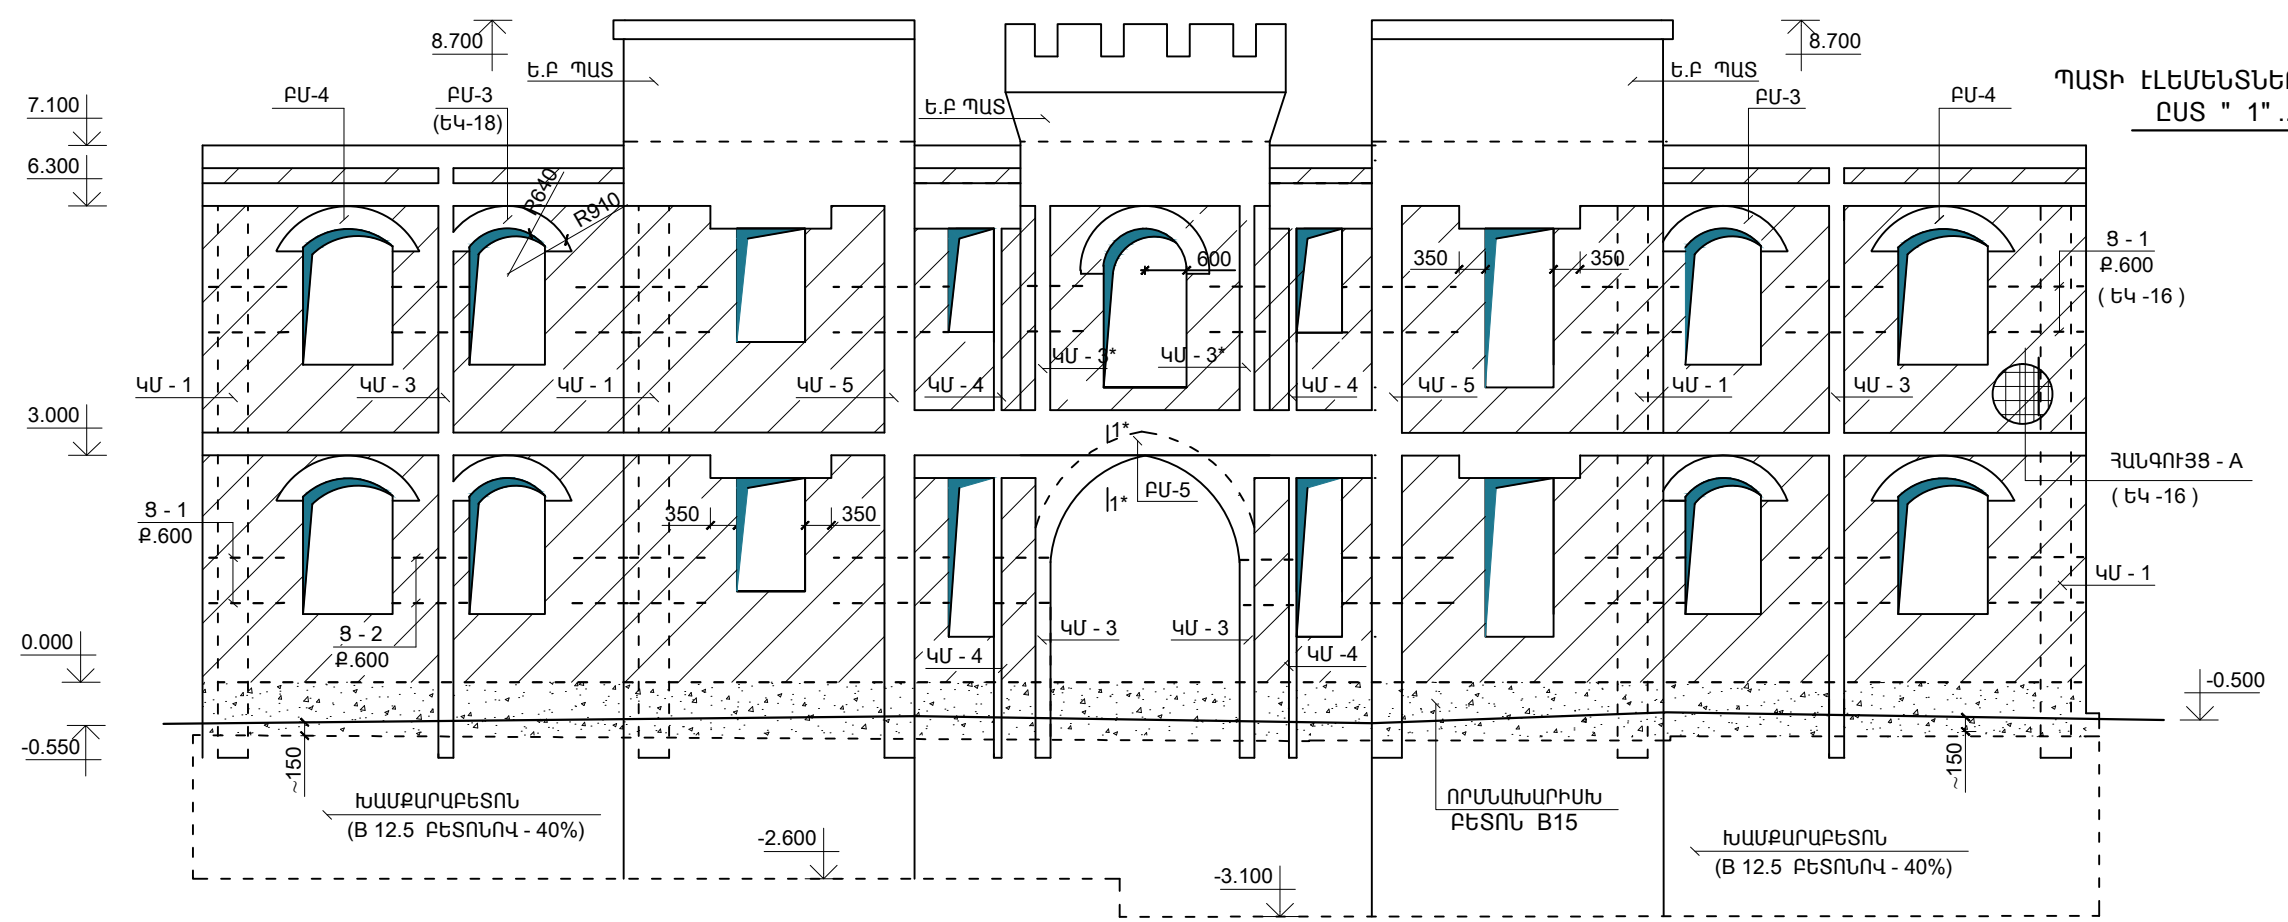 8.700
8.700
Ե.Բ ՊԱՏ
Ե.Բ ՊԱՏ
ՊԱՏԻ ԷԼԵՄԵՆՏՆԵՐ
ԸՍՏ " 1"..
7.100
ԲՄ-4
ԲՄ-3
(ԵԿ-18)
Ե.Բ ՊԱՏ
ԲՄ-3
ԲՄ-4
6.300
R640
R910
600
350
350
Ց - 1
Ք.600
( ԵԿ -16 )
ԿՄ - 3*
ԿՄ - 3*
ԿՄ - 1
ԿՄ - 3
ԿՄ - 1
ԿՄ - 5
ԿՄ - 4
ԿՄ - 4
ԿՄ - 5
ԿՄ - 1
ԿՄ - 3
3.000
1*
1*
ԲՄ-5
ՀԱՆԳՈՒՅՑ - A
( ԵԿ -16 )
Ց - 1
Ք.600
350
350
ԿՄ - 1
0.000
Ց - 2
Ք.600
ԿՄ - 3
ԿՄ - 3
ԿՄ - 4
ԿՄ -4
-0.500
-0.550
~150
~150
ԽԱՄՔԱՐԱԲԵՏՈՆ
(B 12.5 ԲԵՏՈՆՈՎ - 40%)
ՈՐՄՆԱԽԱՐԻՍԽ
ԲԵՏՈՆ B15
-2.600
ԽԱՄՔԱՐԱԲԵՏՈՆ
(B 12.5 ԲԵՏՈՆՈՎ - 40%)
-3.100